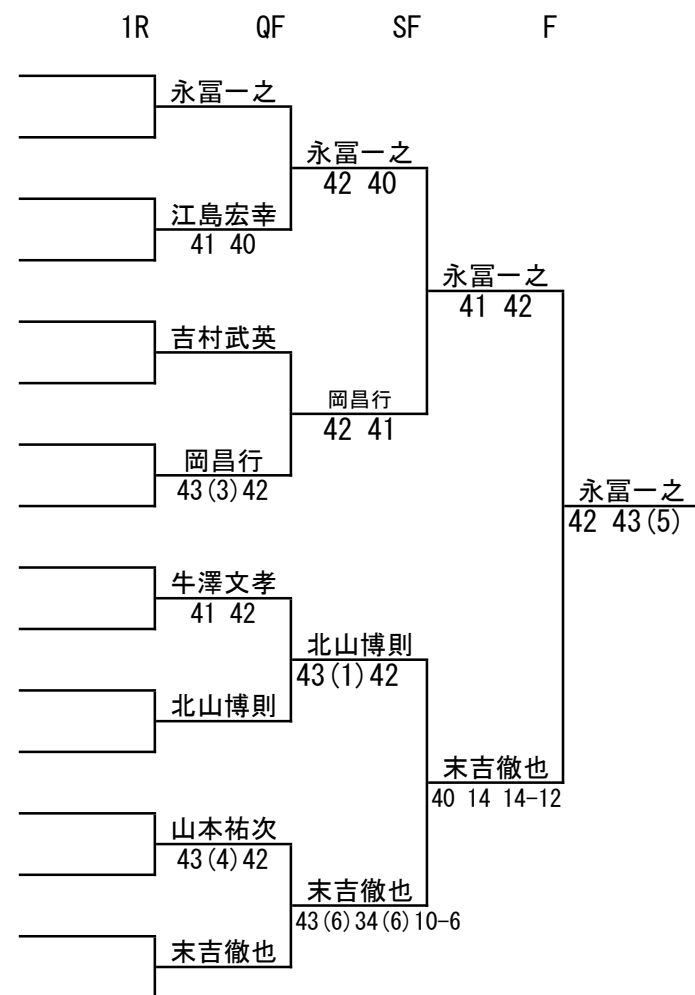 1R QF SF F
永冨一之
永冨一之
42 40
江島宏幸
41 40
永冨一之
41 42
吉村武英
岡昌行
42 41
岡昌行
43(3)42
永冨一之
42 43(5)
牛澤文孝
41 42
北山博則
43(1)42
北山博則
末吉徹也
40 14 14-12
山本祐次
43(4)42
末吉徹也
43(6)34(6)10-6
末吉徹也